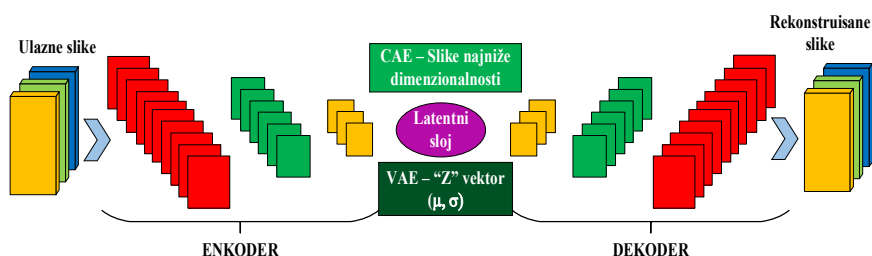 Ulazne slike
CAE – Slike najniže
dimenzionalnosti
Latentni
sloj
VAE – “Z” vektor
(μ, σ)
Rekonstruisane
slike
ENKODER
DEKODER